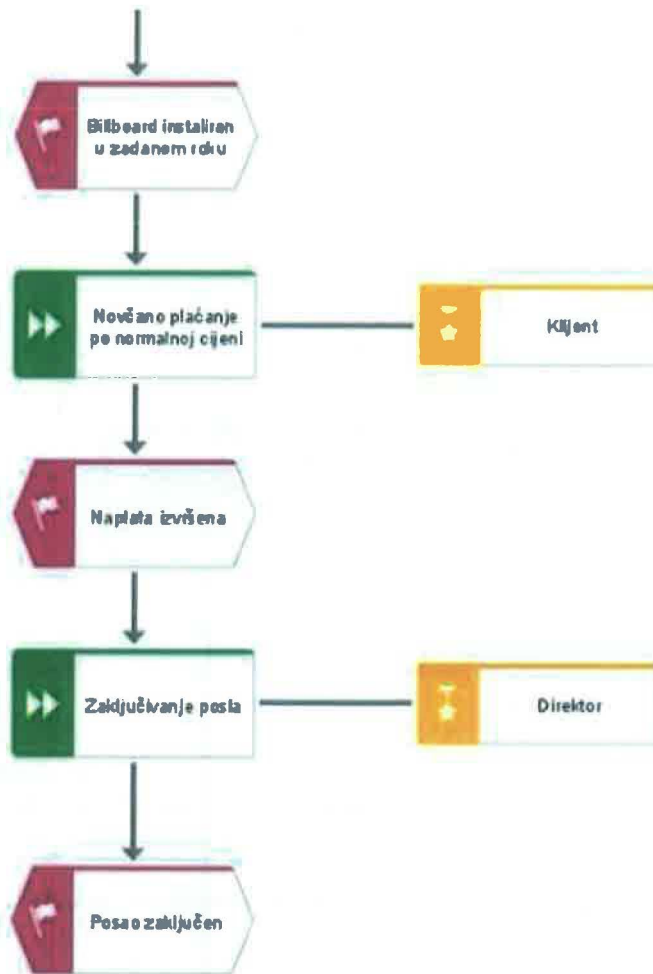 Billboard instaliran
u zadanom roku
Novčano plaćanje
po normalnoj cijeni
Klijent
Naplata izvršena
Zaključivanje posla
Direktor
Posao zaključen